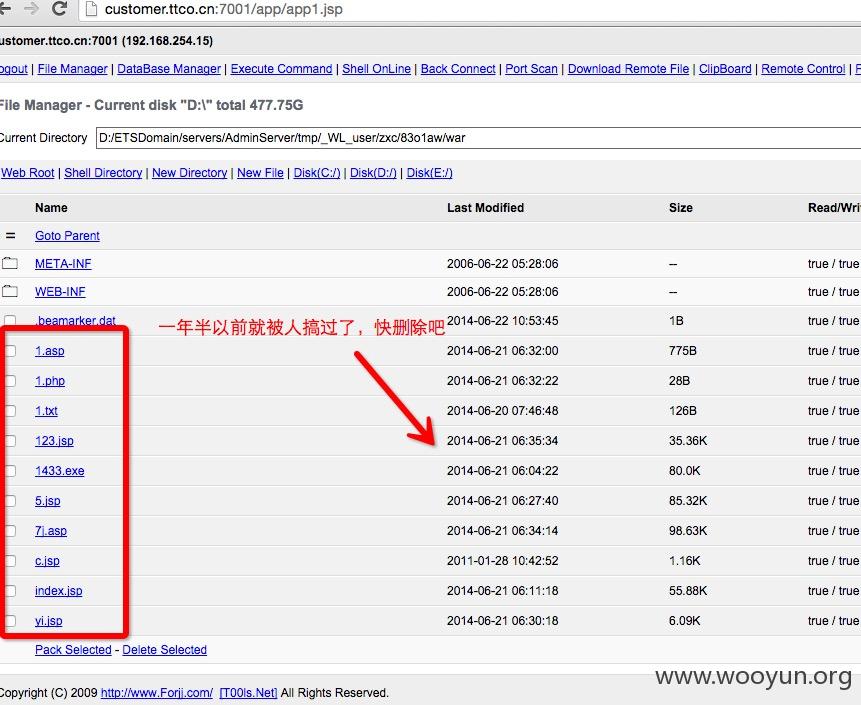 customer.ttco.cn:7001/app/app1.jsp
ustomer.ttco.cn:7001 (192.168.254.15)
ogout | File Manager | DataBase Manager | Execute Command | Shell OnLine | Back Connect | Port Scan | Download Remote File | ClipBoard | Remote Control |
File Manager - Current disk "D:\" total 477.75G
Current Directory D:/ETSDomain/servers/AdminServer/tmp/_WL_user/zxc/83o1aw/war
Web Root | Shell Directory | New Directory | New File | Disk(C:/) | Disk(D:/) | Disk(E:/)
Name Last Modified Size Read/Wri
= Goto Parent
META-INF 2006-06-22 05:28:06 -- true / true
WEB-INF 2006-06-22 05:28:06 -- true / true
.beamarker.dat 2014-06-22 10:53:45 1B true / true
一年半以前就被人搞过了，快删除吧
1.asp 2014-06-21 06:32:00 775B true / true
1.php 2014-06-21 06:32:22 28B true / true
1.txt 2014-06-20 07:46:48 126B true / true
123.jsp 2014-06-21 06:35:34 35.36K true / true
1433.exe 2014-06-21 06:04:22 80.0K true / true
5.jsp 2014-06-21 06:27:40 85.32K true / true
7j.asp 2014-06-21 06:34:14 98.63K true / true
c.jsp 2011-01-28 10:42:52 1.16K true / true
index.jsp 2014-06-21 06:11:18 55.88K true / true
yi.jsp 2014-06-21 06:30:18 6.09K true / true
Pack Selected - Delete Selected
www.wooyun.org
Copyright (C) 2009 http://www.Forjj.com/ [T00ls.Net] All Rights Reserved.